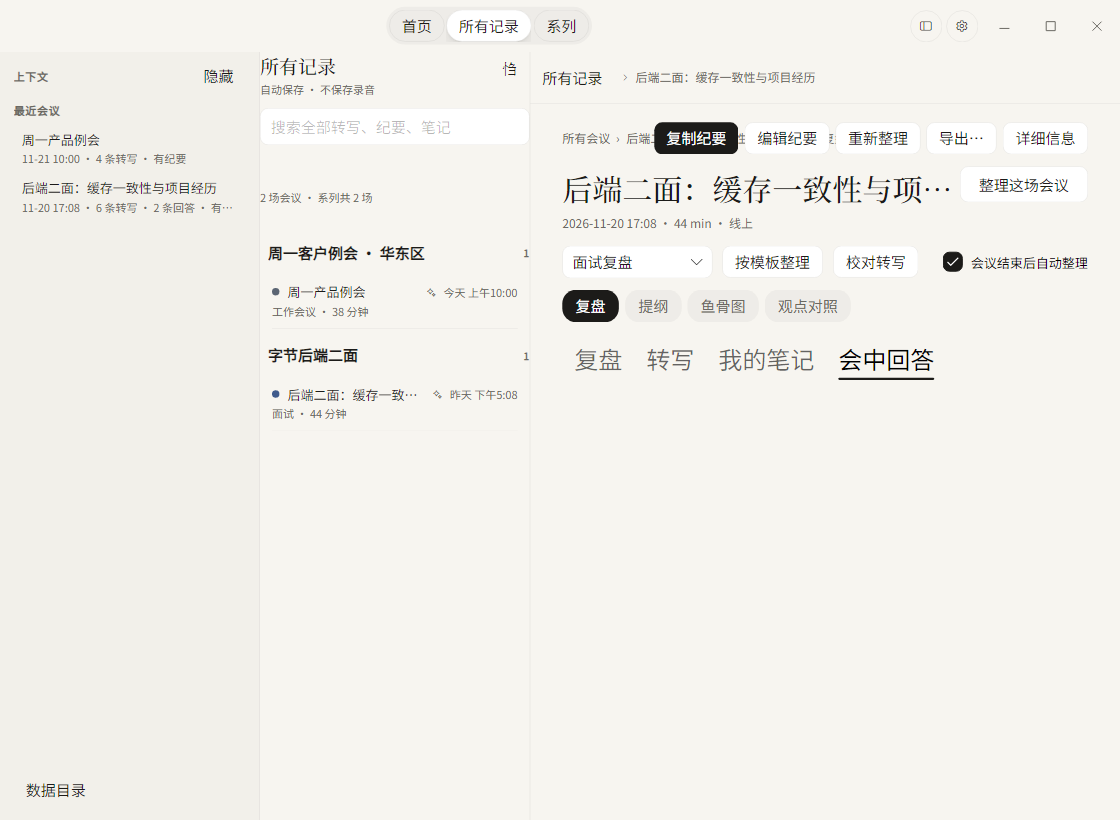 首页 所有记录 系列
上下文 隐藏
最近会议
周一产品例会
11-21 10:00 · 4 条转写 · 有纪要
后端二面：缓存一致性与项目经历
11-20 17:08 · 6 条转写 · 2 条回答 · 有…
数据目录
所有记录
自动保存 · 不保存录音
搜索全部转写、纪要、笔记
2 场会议 · 系列共 2 场
周一客户例会 · 华东区 1
周一产品例会 今天 上午10:00
工作会议 · 38 分钟
字节后端二面 1
后端二面：缓存一致… 昨天 下午5:08
面试 · 44 分钟
所有记录 › 后端二面：缓存一致性与项目经历
所有会议 › 后端二 复制纪要 编辑纪要 重新整理 导出… 详细信息
后端二面：缓存一致性与项… 整理这场会议
2026-11-20 17:08 · 44 min · 线上
面试复盘 按模板整理 校对转写 会议结束后自动整理
复盘 提纲 鱼骨图 观点对照
复盘 转写 我的笔记 会中回答